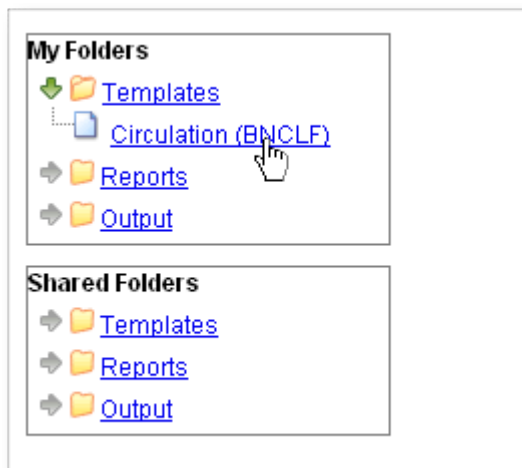 My Folders
Templates
Circulation (BNCLF)
Reports
Output
Shared Folders
Templates
Reports
Output